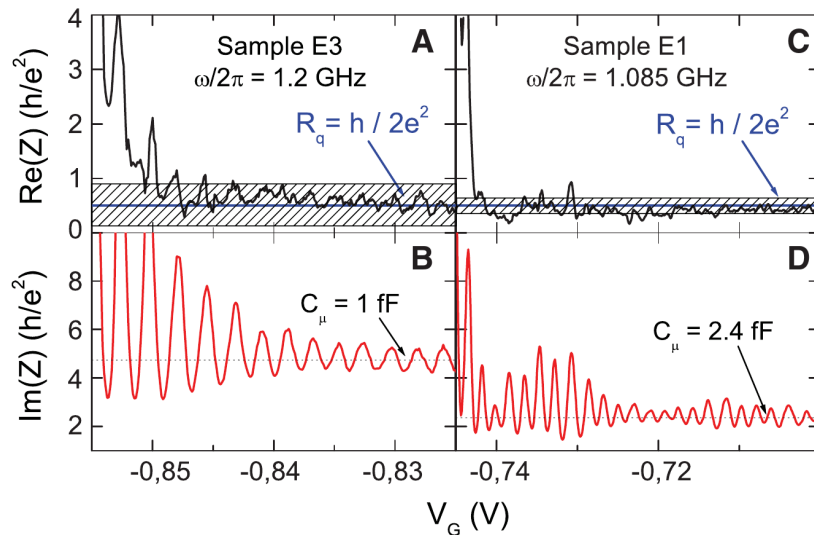 A
Sample E3
ω/2π = 1.2 GHz
R_q = h / 2e²
Re(Z) (h/e²)
4
3
2
1
0
C
Sample E1
ω/2π = 1.085 GHz
R_q = h / 2e²
B
C_μ = 1 fF
Im(Z) (h/e²)
8
6
4
2
D
C_μ = 2.4 fF
-0,85
-0,84
-0,83
-0,74
-0,72
V_G (V)